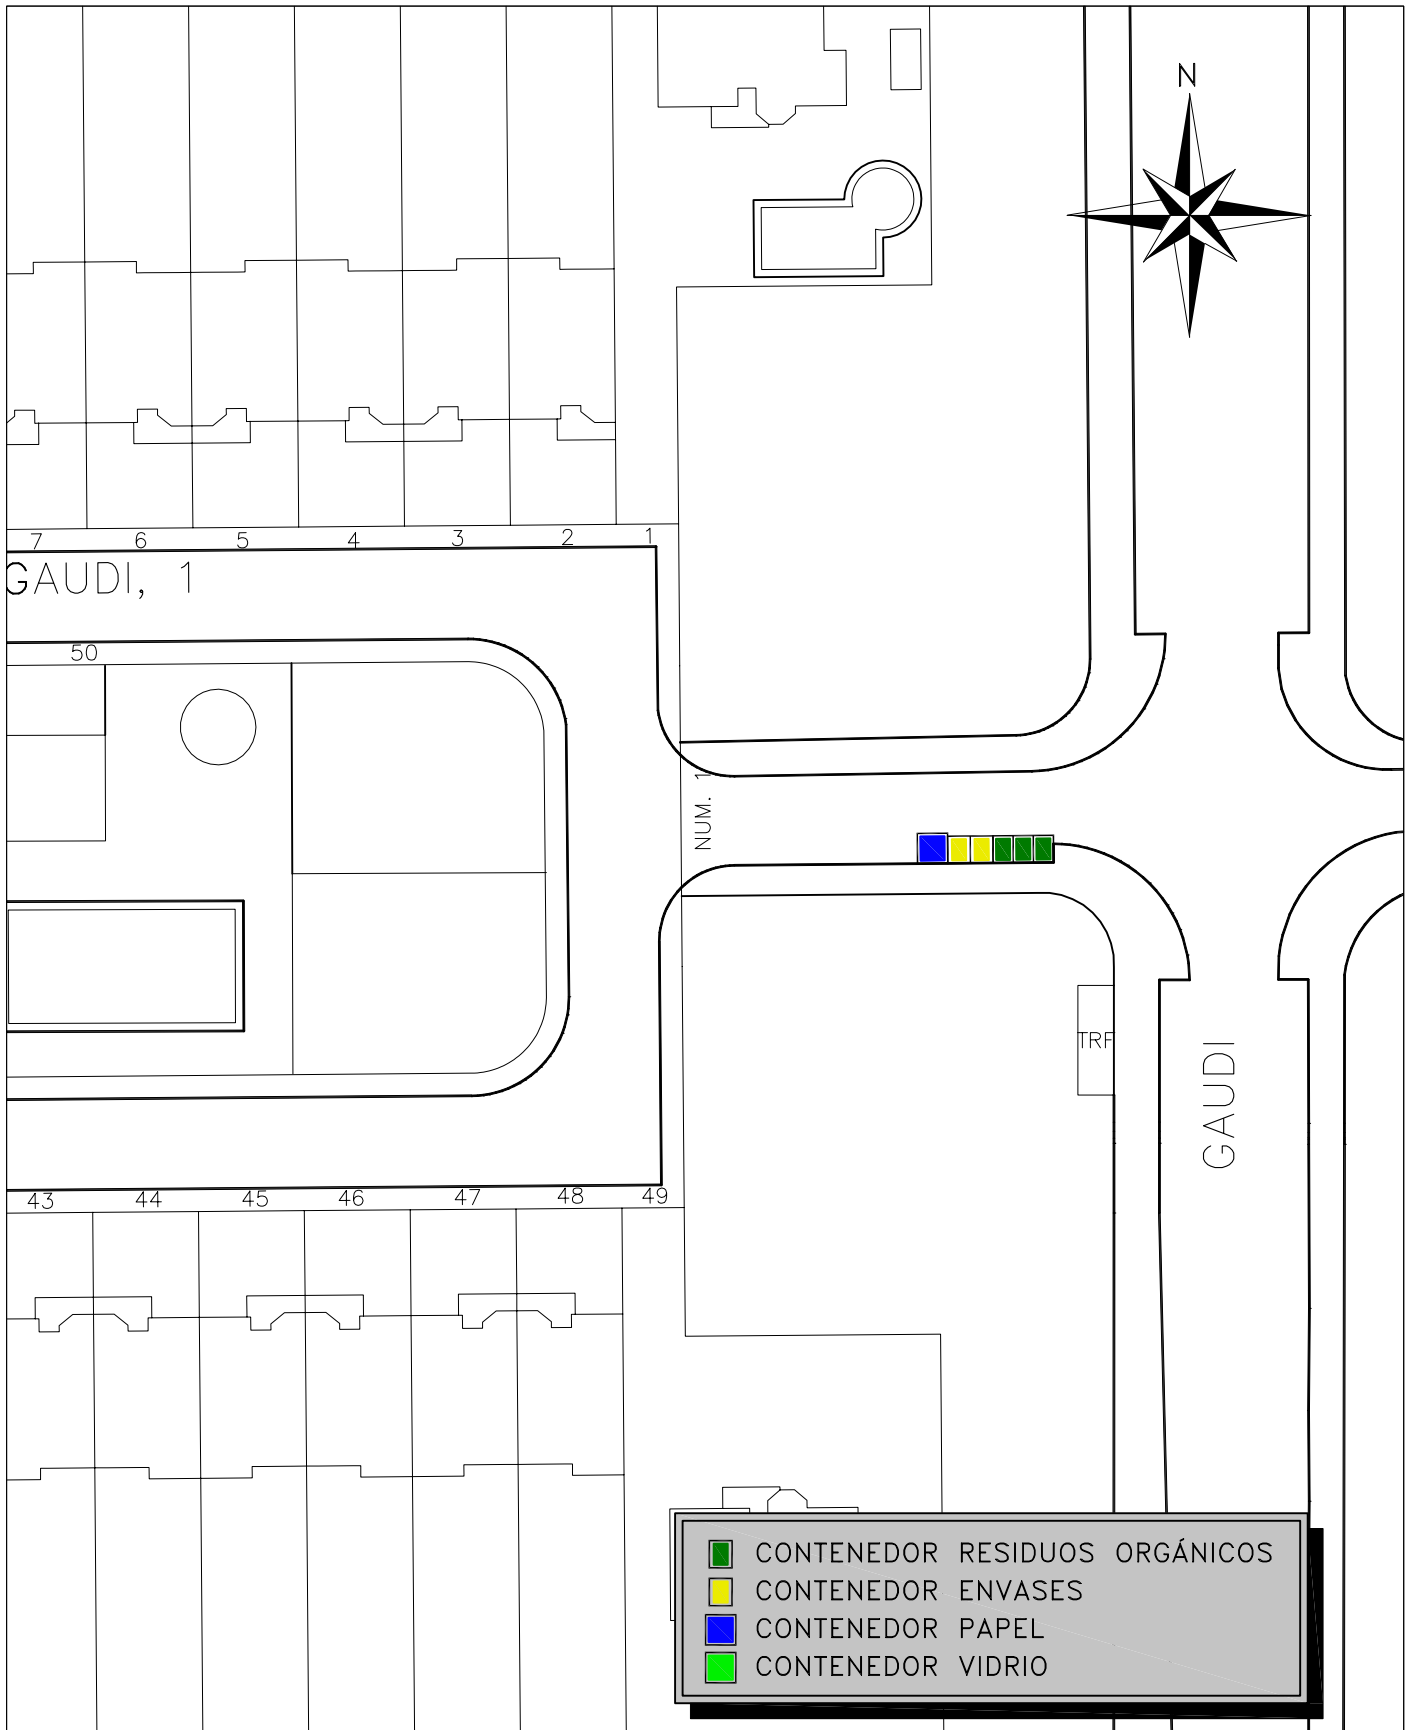 N
7 6 5 4 3 2 1
GAUDI, 1
50
NUM. 1
TRF
GAUDI
43 44 45 46 47 48 49
CONTENEDOR RESIDUOS ORGÁNICOS
CONTENEDOR ENVASES
CONTENEDOR PAPEL
CONTENEDOR VIDRIO